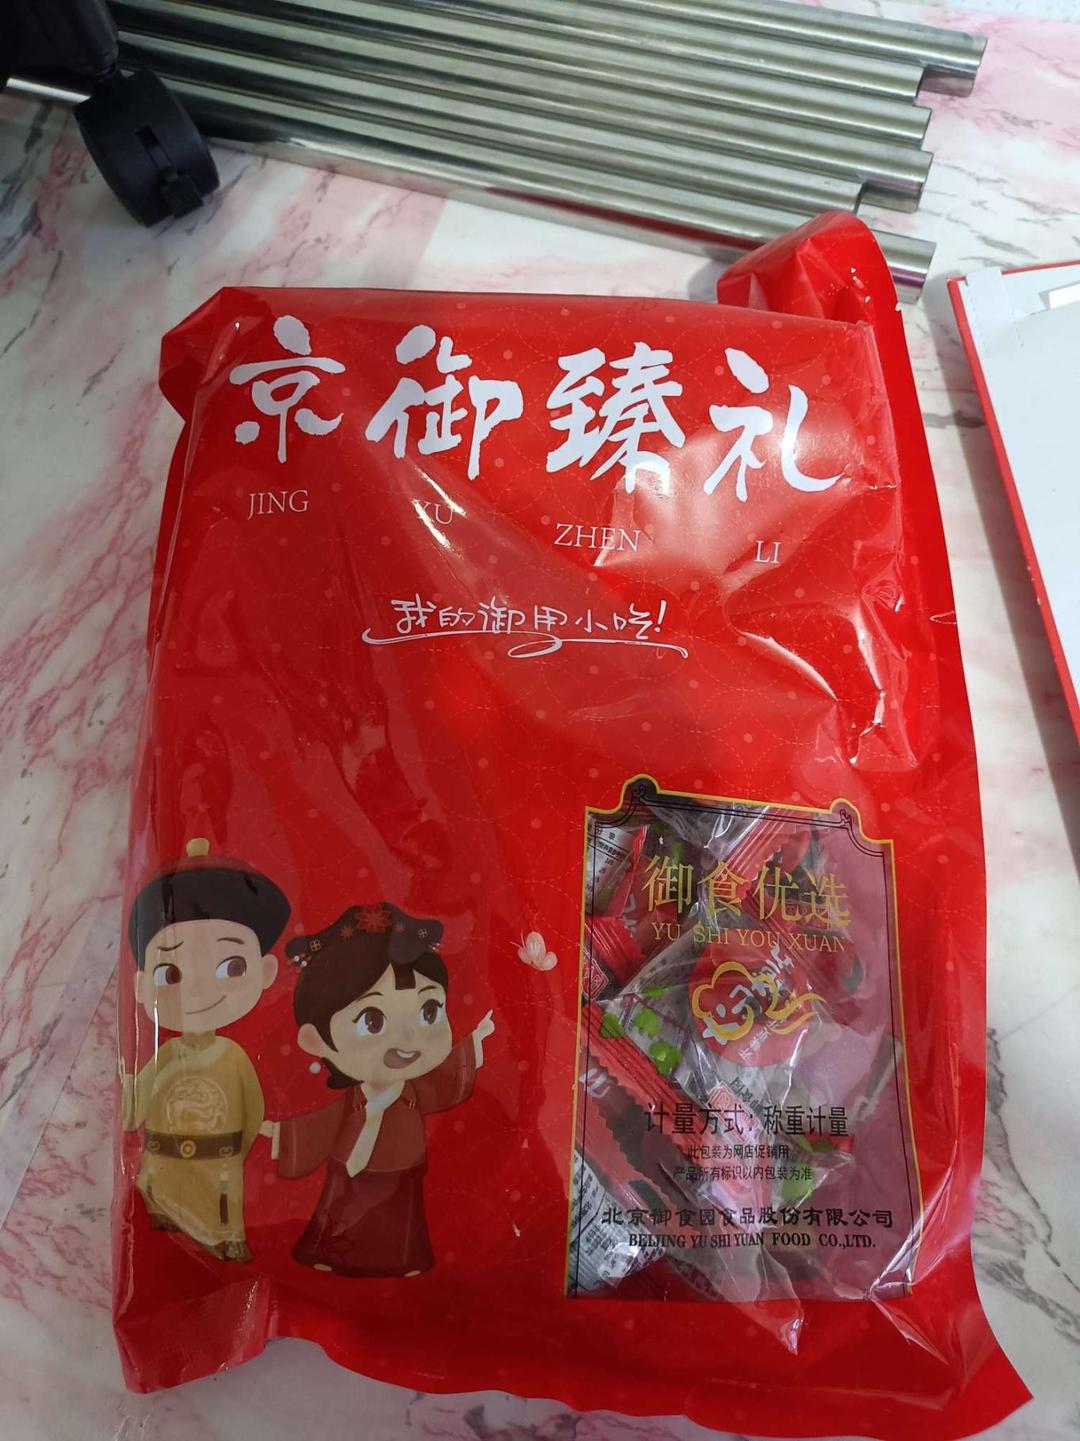 京御臻礼
JING YU ZHEN LI
我的御用小吃!
御食优选
YU SHI YOU XUAN
计量方式:称重计量
此包装为网店促销用
产品所有标识以内包装为准
北京御食园食品股份有限公司
BEIJING YU SHI YUAN FOOD CO.,LTD.